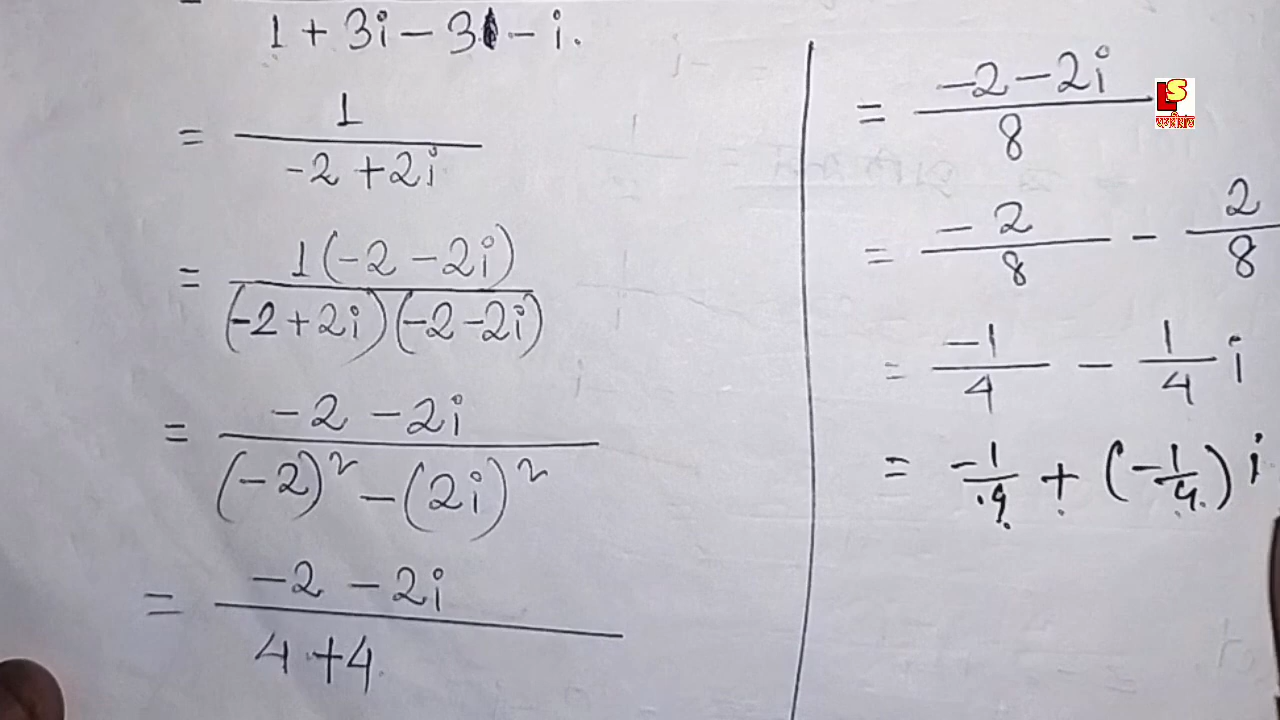 =
1 + 3i - 3 - i.
= 1 / -2 + 2i
= 1(-2 - 2i) / (-2 + 2i)(-2 - 2i)
= -2 - 2i / (-2)² - (2i)²
= -2 - 2i / 4 + 4
= -2 - 2i / 8
= -2 / 8 - 2 / 8
= -1 / 4 - 1 / 4 i
= -1 / 4 + (-1 / 4) i
LS